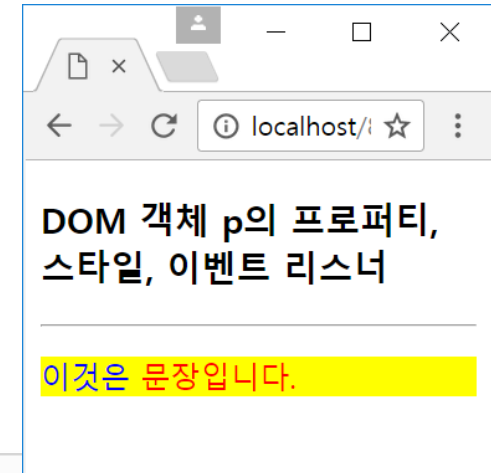 localhost/
DOM 객체 p의 프로퍼티,
스타일, 이벤트 리스너
이것은 문장입니다.